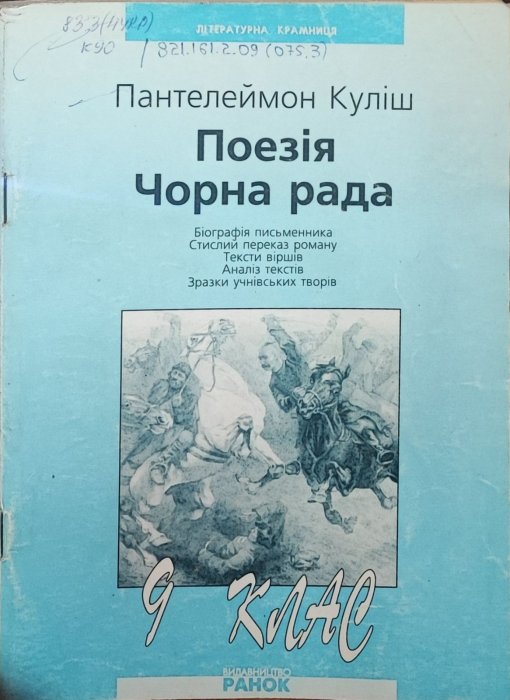 ЛІТЕРАТУРНА КРАМНИЦЯ
83.3(4УКР)
КУО 821.161.2.09 (075.3)
Пантелеймон Куліш
Поезія
Чорна рада
Біографія письменника
Стислий переказ роману
Тексти віршів
Аналіз текстів
Зразки учнівських творів
9 КЛАС
ВИДАВНИЦТВО
РАНОК